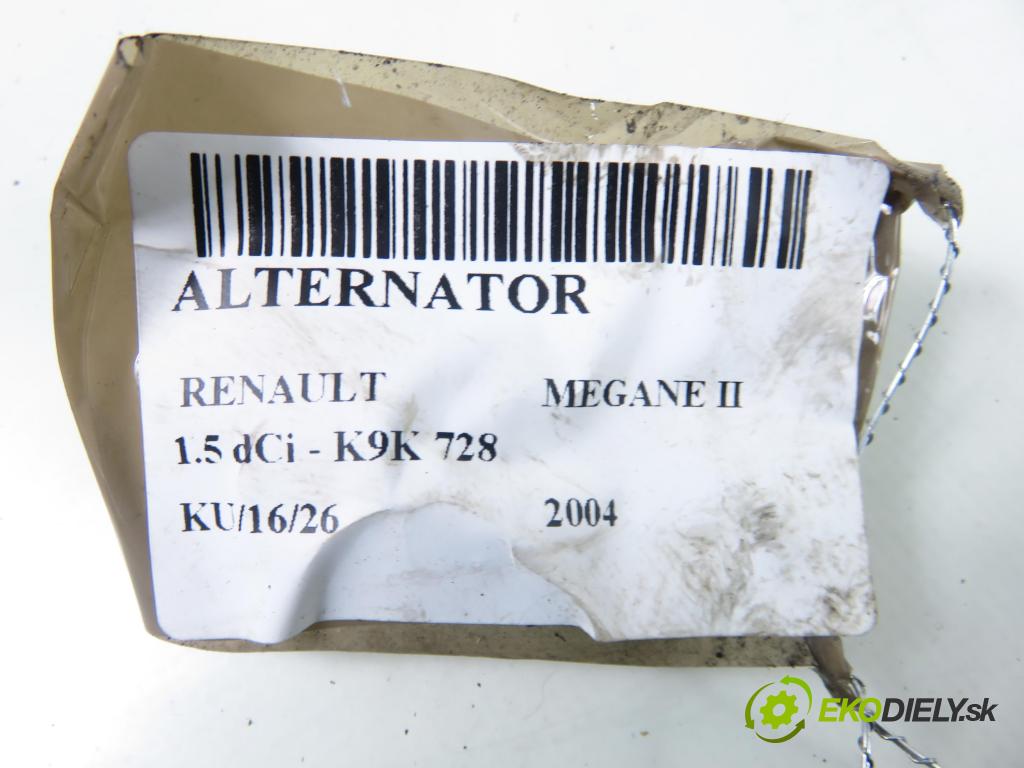 ALTERNATOR
RENAULT MEGANE II
1.5 dCi - K9K 728
KU/16/26 2004
EKODIELY.sk